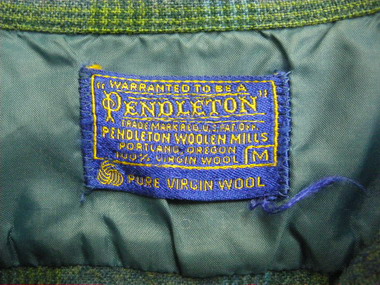 "WARRANTED TO BE A
PENDLETON"
TRADE MARK REG. U.S. PAT. OFF.
PENDLETON WOOLEN MILLS
PORTLAND, OREGON
100% VIRGIN WOOL M
PURE VIRGIN WOOL